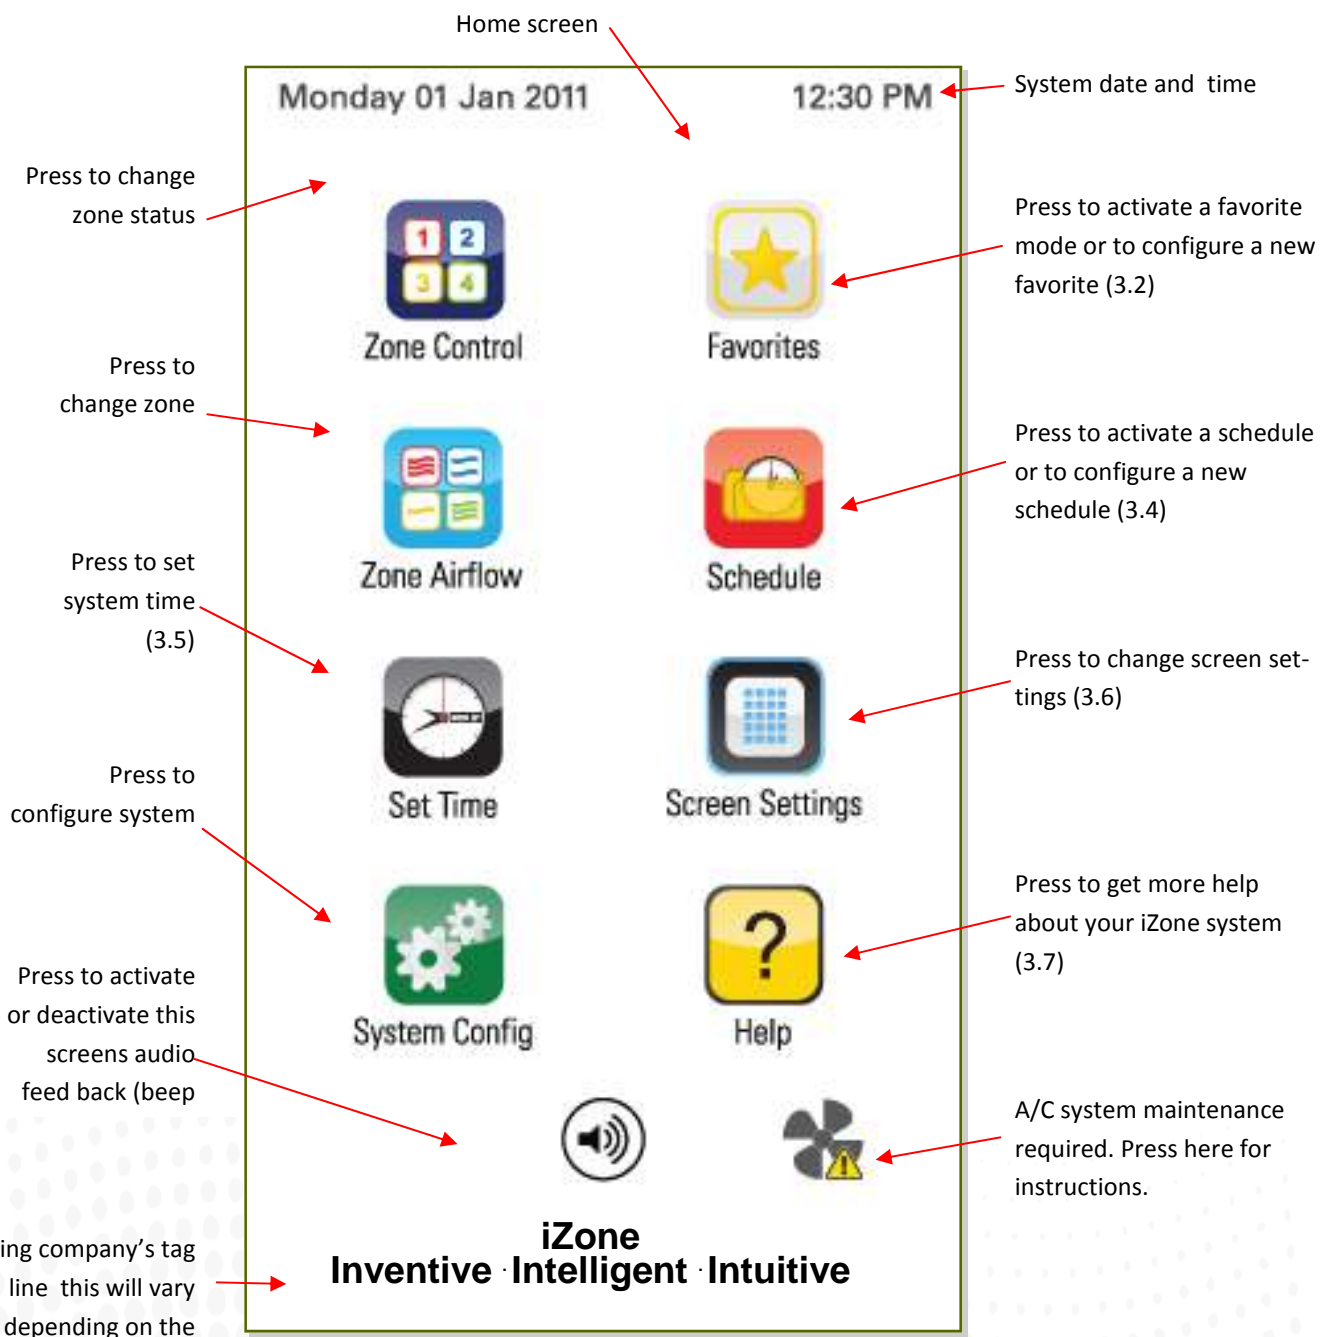 Home screen
Monday 01 Jan 2011 12:30 PM
System date and time
Press to change
zone status
1 2
3 4
Zone Control
Favorites
Press to activate a favorite
mode or to configure a new
favorite (3.2)
Press to
change zone
Zone Airflow
Schedule
Press to activate a schedule
or to configure a new
schedule (3.4)
Press to set
system time
(3.5)
Set Time
Screen Settings
Press to change screen set-
tings (3.6)
Press to
configure system
System Config
?
Help
Press to get more help
about your iZone system
(3.7)
Press to activate
or deactivate this
screens audio
feed back (beep
A/C system maintenance
required. Press here for
instructions.
iZone
Inventive · Intelligent · Intuitive
ing company’s tag
line this will vary
depending on the